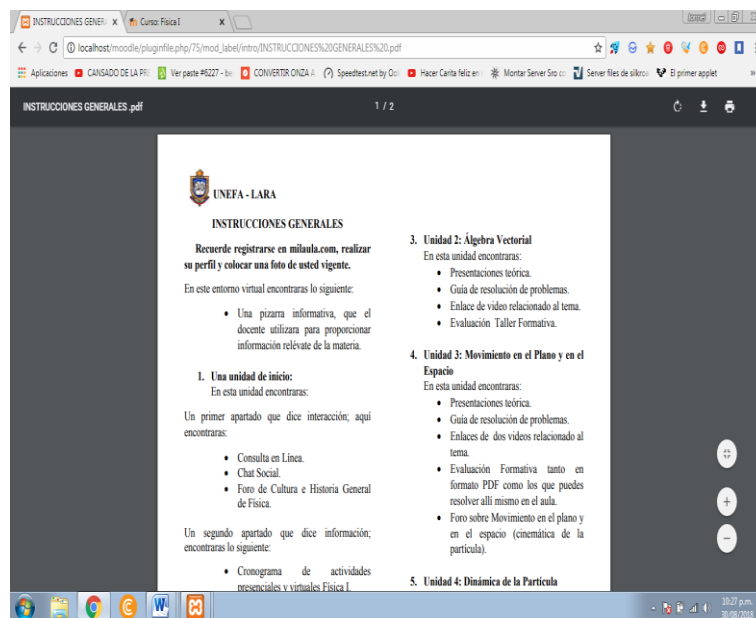 INSTRUCCIONES GENER
Curso: Física I
localhost/moodle/pluginfile.php/75/mod_label/intro/INSTRUCCIONES%20GENERALES%20.pdf
Aplicaciones
CANSADO DE LA PRE
Ver paste #6227 - be
CONVERTIR ONZA A
Speedtest.net by Oo
Hacer Carita feliz en
Montar Server Sro co
Server files de silkroa
El primer applet
INSTRUCCIONES GENERALES .pdf
1 / 2
UNEFA - LARA
INSTRUCCIONES GENERALES
Recuerde registrarse en milaula.com, realizar
su perfil y colocar una foto de usted vigente.
En este entorno virtual encontraras lo siguiente:
• Una pizarra informativa, que el
docente utilizara para proporcionar
información relévate de la materia.
1. Una unidad de inicio:
En esta unidad encontraras:
Un primer apartado que dice interacción; aquí
encontraras:
• Consulta en Línea.
• Chat Social.
• Foro de Cultura e Historia General
de Física.
Un segundo apartado que dice información;
encontraras lo siguiente:
• Cronograma de actividades
presenciales y virtuales Física I.
3. Unidad 2: Álgebra Vectorial
En esta unidad encontraras:
• Presentaciones teórica.
• Guía de resolución de problemas.
• Enlace de video relacionado al tema.
• Evaluación Taller Formativa.
4. Unidad 3: Movimiento en el Plano y en el
Espacio
En esta unidad encontraras:
• Presentaciones teórica.
• Guía de resolución de problemas.
• Enlaces de dos videos relacionado al
tema.
• Evaluación Formativa tanto en
formato PDF como los que puedes
resolver allí mismo en el aula.
• Foro sobre Movimiento en el plano y
en el espacio (cinemática de la
partícula).
5. Unidad 4: Dinámica de la Partícula
10:27 p.m.
30/08/2018